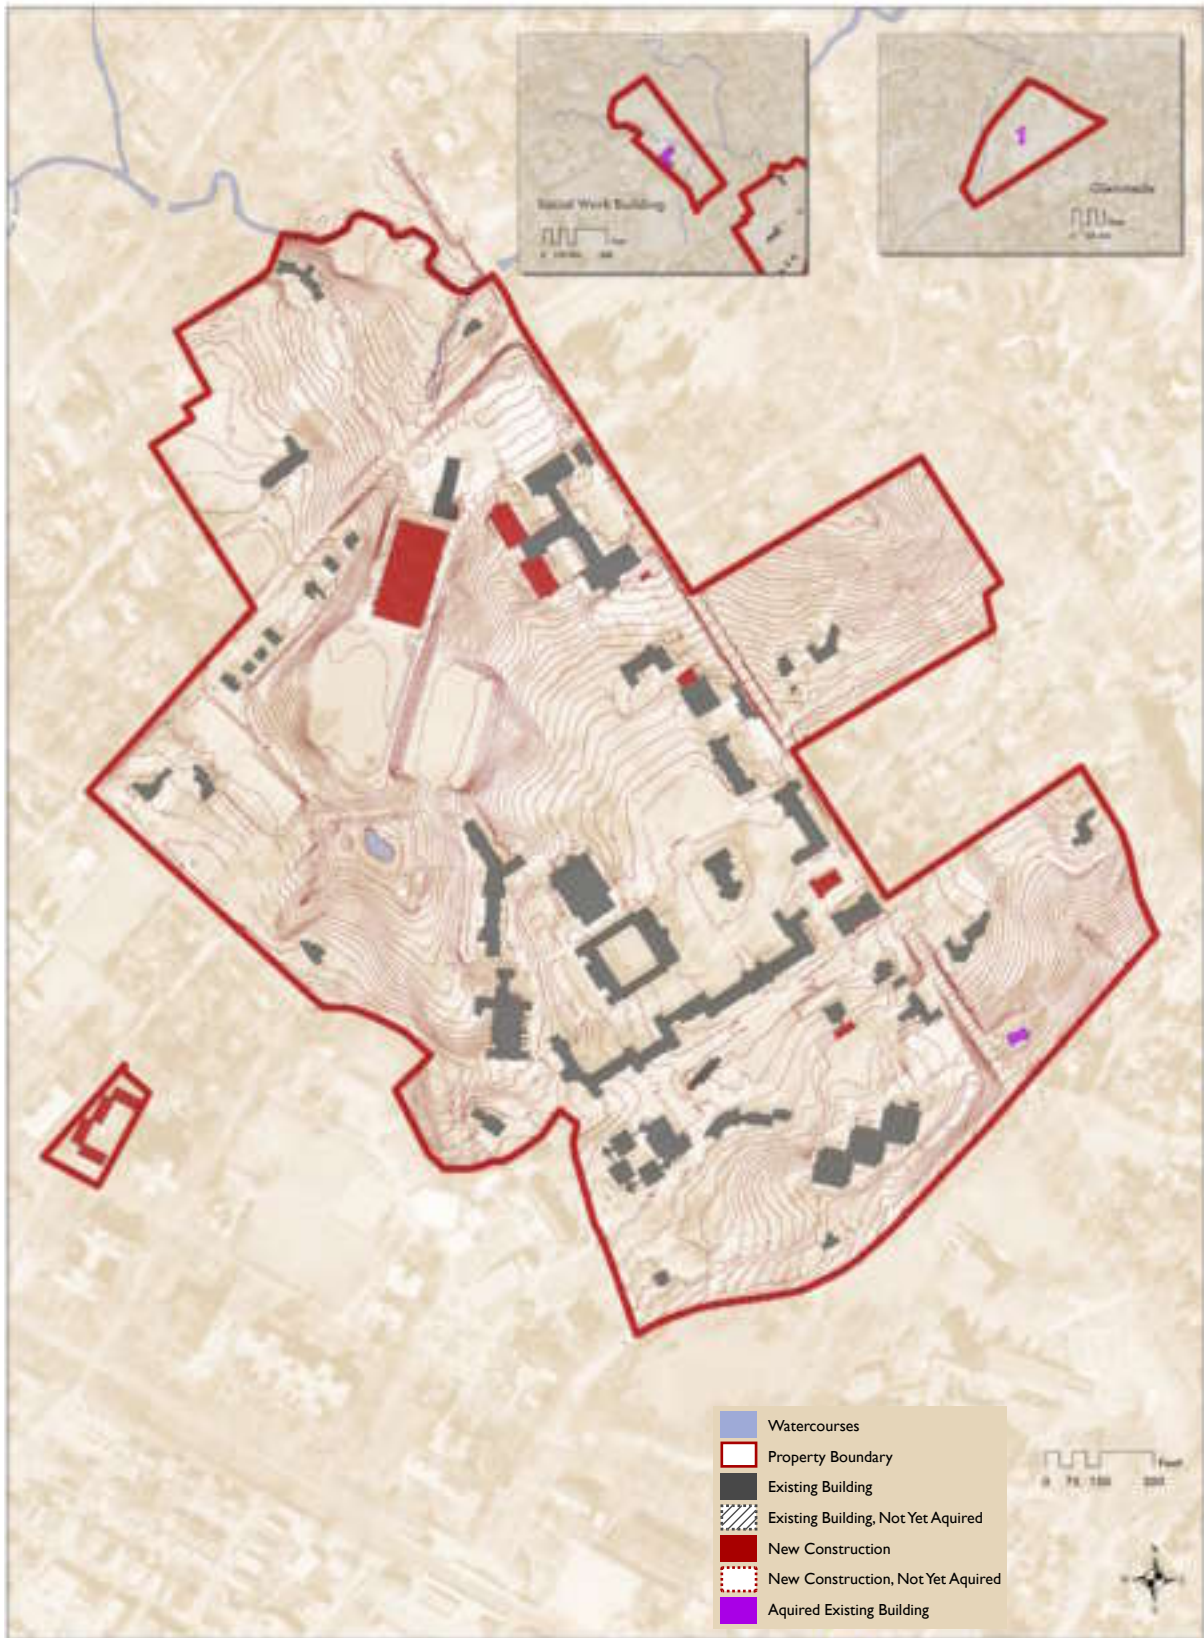 Social Work Building
Glenmede
Watercourses
Property Boundary
Existing Building
Existing Building, Not Yet Aquired
New Construction
New Construction, Not Yet Aquired
Aquired Existing Building
Feet
0 75 150